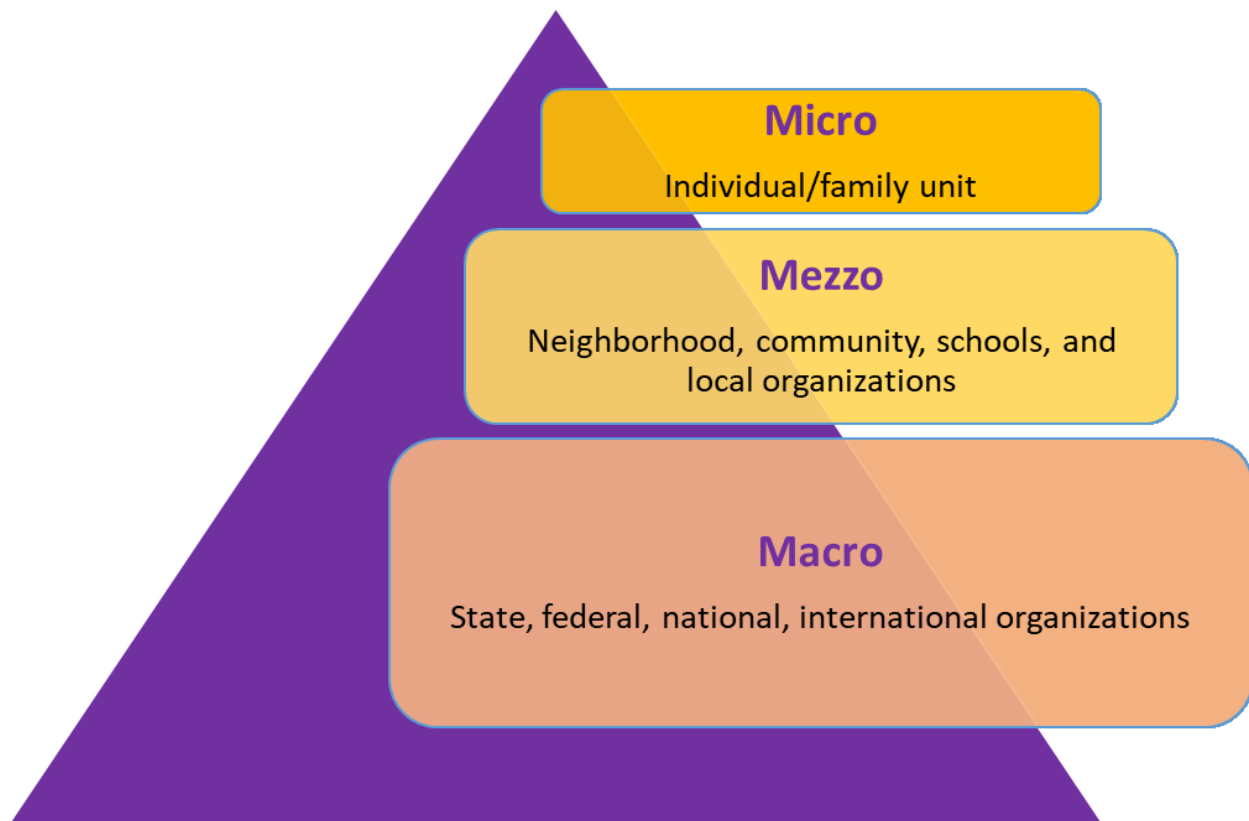 Micro
Individual/family unit
Mezzo
Neighborhood, community, schools, and
local organizations
Macro
State, federal, national, international organizations